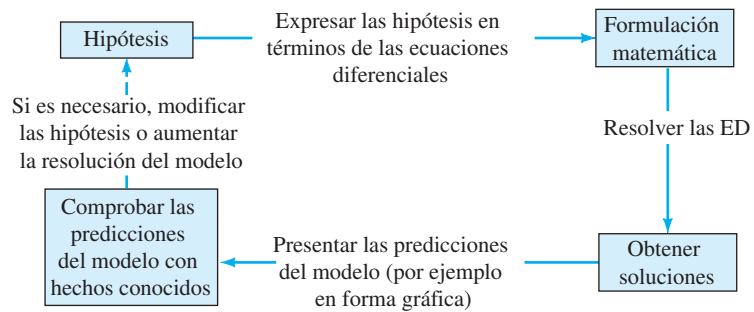 Hipótesis
Expresar las hipótesis en
términos de las ecuaciones
diferenciales
Formulación
matemática
Resolver las ED
Obtener
soluciones
Presentar las predicciones
del modelo (por ejemplo
en forma gráfica)
Comprobar las
predicciones
del modelo con
hechos conocidos
Si es necesario, modificar
las hipótesis o aumentar
la resolución del modelo